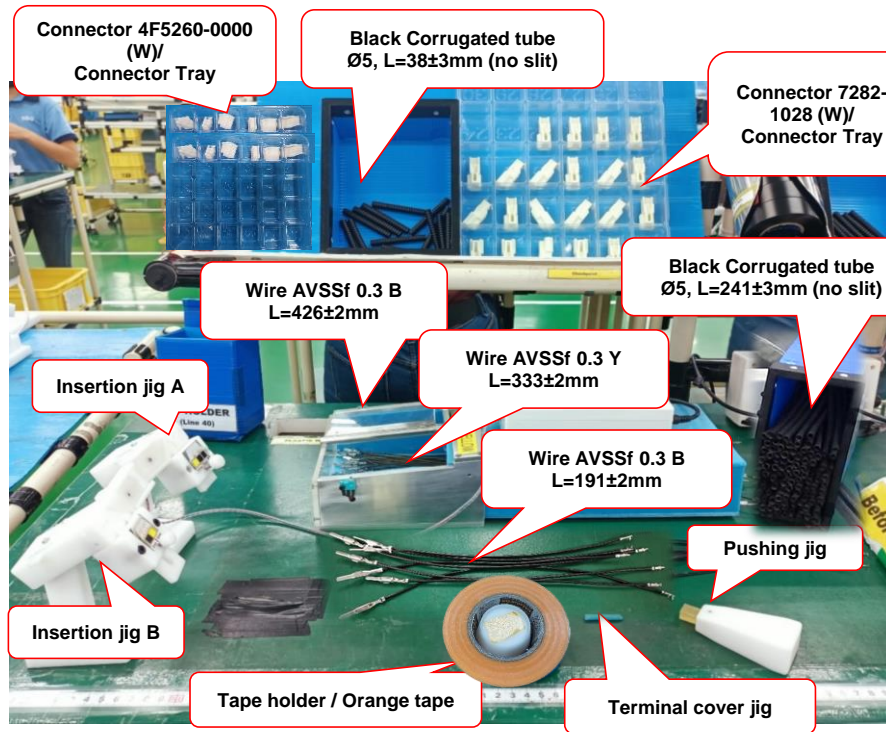 Connector 4F5260-0000
(W)/
Connector Tray
Black Corrugated tube
Ø5, L=38±3mm (no slit)
Connector 7282-
1028 (W)/
Connector Tray
Wire AVSSf 0.3 B
L=426±2mm
Black Corrugated tube
Ø5, L=241±3mm (no slit)
Wire AVSSf 0.3 Y
L=333±2mm
Insertion jig A
HOLDER
(Line 40)
Wire AVSSf 0.3 B
L=191±2mm
Befor
Pushing jig
Insertion jig B
Tape holder / Orange tape
Terminal cover jig